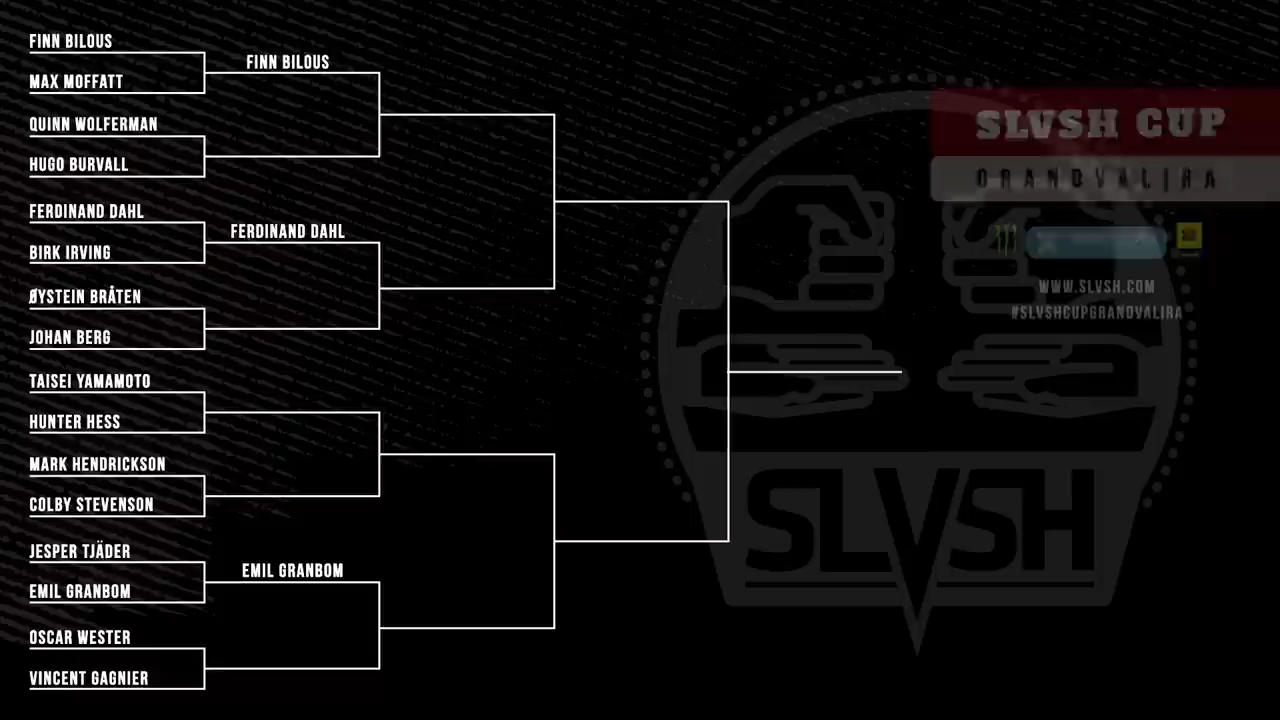 FINN BILOUS
MAX MOFFATT
QUINN WOLFERMAN
HUGO BURVALL
FERDINAND DAHL
BIRK IRVING
ØYSTEIN BRÅTEN
JOHAN BERG
TAISEI YAMAMOTO
HUNTER HESS
MARK HENDRICKSON
COLBY STEVENSON
JESPER TJÄDER
EMIL GRANBOM
OSCAR WESTER
VINCENT GAGNIER
FINN BILOUS
FERDINAND DAHL
EMIL GRANBOM
SLVSH CUP
GRANDVALIRA
WWW.SLVSH.COM
#SLVSHCUPGRANDVALIRA
SLVSH